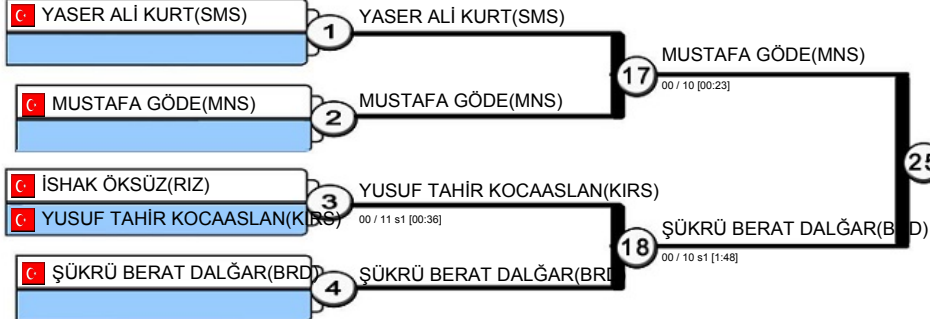 YASER ALİ KURT(SMS)
1
YASER ALİ KURT(SMS)
17
MUSTAFA GÖDE(MNS)
00 / 10 [00:23]
MUSTAFA GÖDE(MNS)
2
MUSTAFA GÖDE(MNS)
25
İSHAK ÖKSÜZ(RIZ)
3
YUSUF TAHİR KOCAASLAN(KIRS)
YUSUF TAHİR KOCAASLAN(KIRS)
00 / 11 s1 [00:36]
18
ŞÜKRÜ BERAT DALĞAR(BRD)
00 / 10 s1 [1:48]
ŞÜKRÜ BERAT DALĞAR(BRD)
4
ŞÜKRÜ BERAT DALĞAR(BRD)